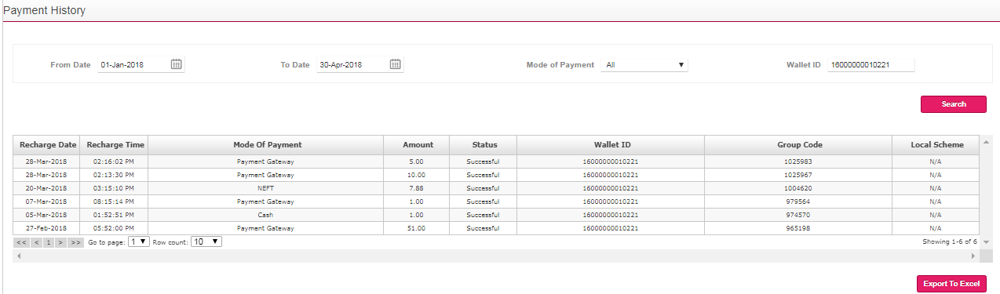 Payment History
From Date 01-Jan-2018 To Date 30-Apr-2018 Mode of Payment All Wallet ID 16000000010221
Search
Recharge Date Recharge Time Mode Of Payment Amount Status Wallet ID Group Code Local Scheme
28-Mar-2018 02:16:02 PM Payment Gateway 5.00 Successful 16000000010221 1025983 N/A
28-Mar-2018 02:13:30 PM Payment Gateway 10.00 Successful 16000000010221 1025967 N/A
20-Mar-2018 03:15:10 PM NEFT 7.88 Successful 16000000010221 1004620 N/A
07-Mar-2018 08:15:14 PM Payment Gateway 1.00 Successful 16000000010221 979564 N/A
05-Mar-2018 01:52:51 PM Cash 1.00 Successful 16000000010221 974570 N/A
27-Feb-2018 05:52:00 PM Payment Gateway 51.00 Successful 16000000010221 965198 N/A
<< < 1 > >> Go to page: 1 Row count: 10 Showing 1-6 of 6
Export To Excel